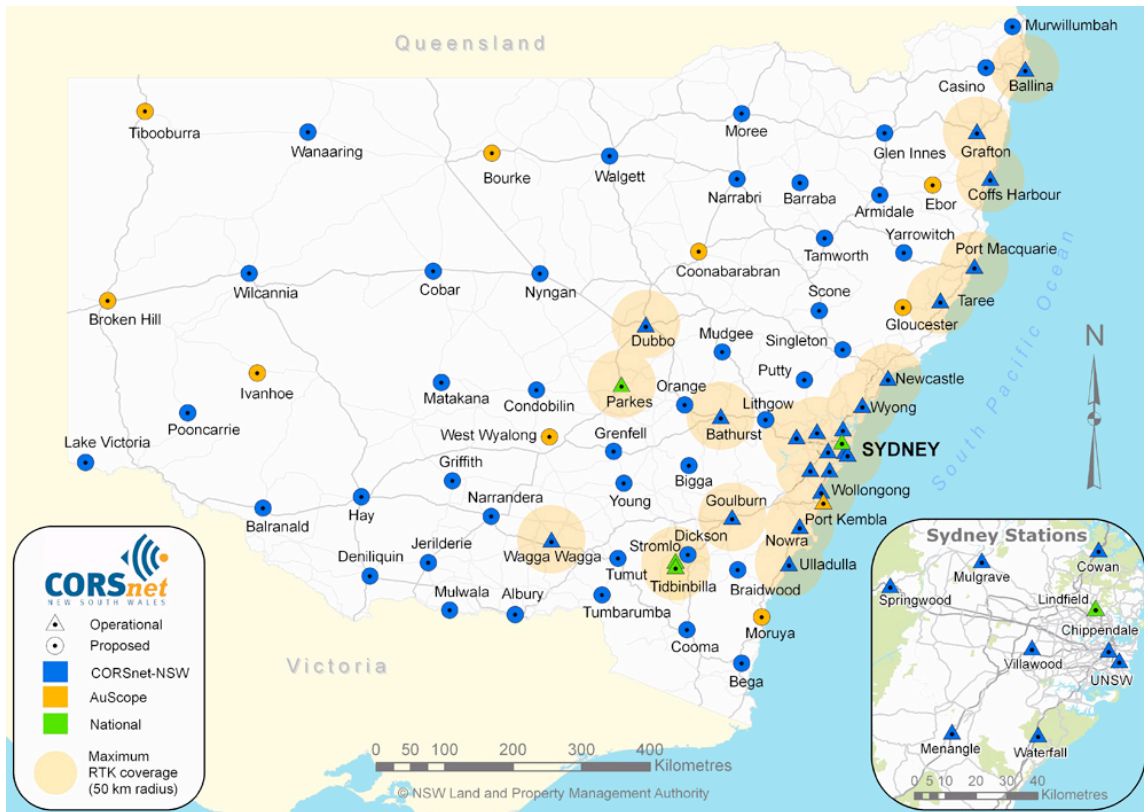 Queensland
Murwillumbah
Casino
Ballina
Tibooburra
Wanaaring
Moree
Glen Innes
Grafton
Bourke
Walgett
Narrabri
Barraba
Armidale
Ebor
Coffs Harbour
Yarrowitch
Tamworth
Port Macquarie
Coonabarabran
Wilcannia
Cobar
Nyngan
Scone
Taree
Broken Hill
Gloucester
Dubbo
Mudgee
Singleton
South Pacific Ocean
N
Ivanhoe
Matakana
Condobilin
Parkes
Orange
Putty
Newcastle
Pooncarrie
Lithgow
Wyong
Bathurst
Lake Victoria
West Wyalong
Grenfell
SYDNEY
Griffith
Bigga
Young
Narrandera
Goulburn
Wollongong
Balranald
Hay
Port Kembla
Jerilderie
Dickson
Nowra
Deniliquin
Wagga Wagga
Stromlo
Tumut
Tidbinbilla
Ulladulla
Braidwood
Mulwala
Albury
Tumbarumba
Moruya
Cooma
Bega
Victoria
CORSnet
NEW SOUTH WALES
Operational
Proposed
CORSnet-NSW
AuScope
National
Maximum
RTK coverage
(50 km radius)
0 50 100 200 300 400
Kilometres
© NSW Land and Property Management Authority
Sydney Stations
Cowan
Mulgrave
Springwood
Lindfield
Chippendale
Villawood
UNSW
Menangle
Waterfall
0 5 10 20 30 40
Kilometres